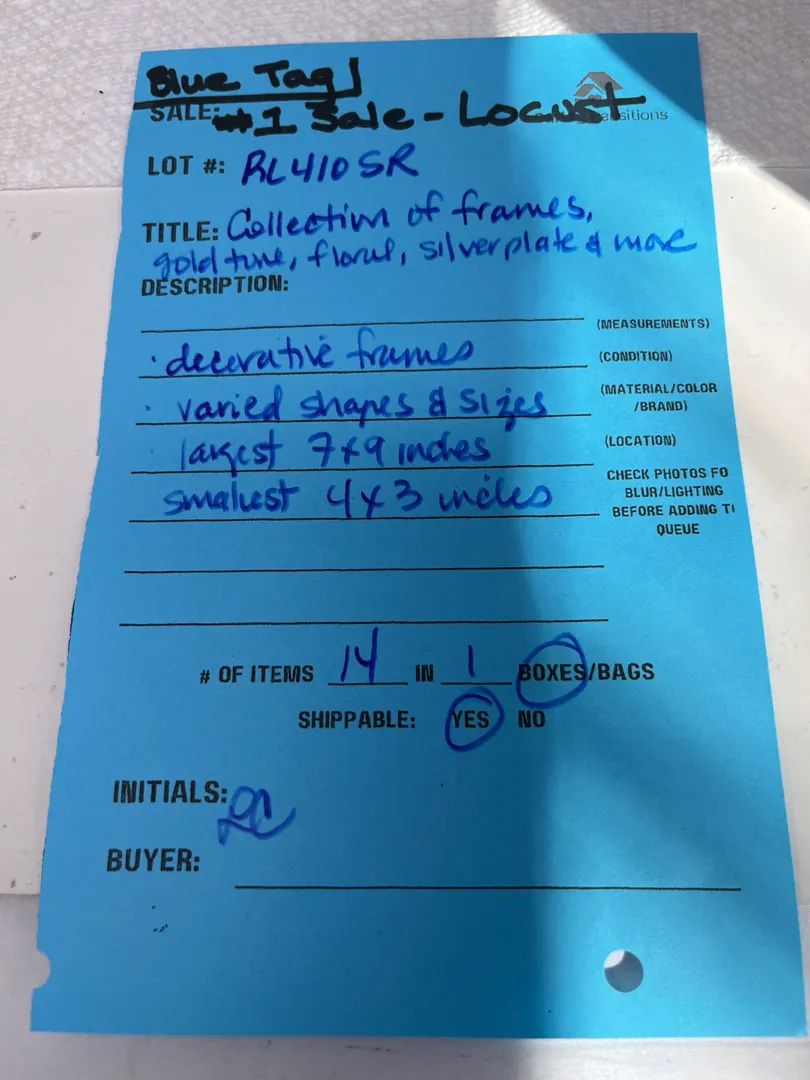 Blue Tag!
SALE: #1 Sale - Locust
LOT #: RL410SR
TITLE: Collection of frames,
gold tone, floral, silverplate & more
DESCRIPTION:
(MEASUREMENTS)
· decorative frames (CONDITION)
· varied shapes & sizes (MATERIAL/COLOR
/BRAND)
largest 7x9 inches (LOCATION)
smallest 4x3 inches CHECK PHOTOS FO
BLUR/LIGHTING
BEFORE ADDING T
QUEUE
# OF ITEMS 14 IN 1 BOXES/BAGS
SHIPPABLE: YES NO
INITIALS: LC
BUYER: